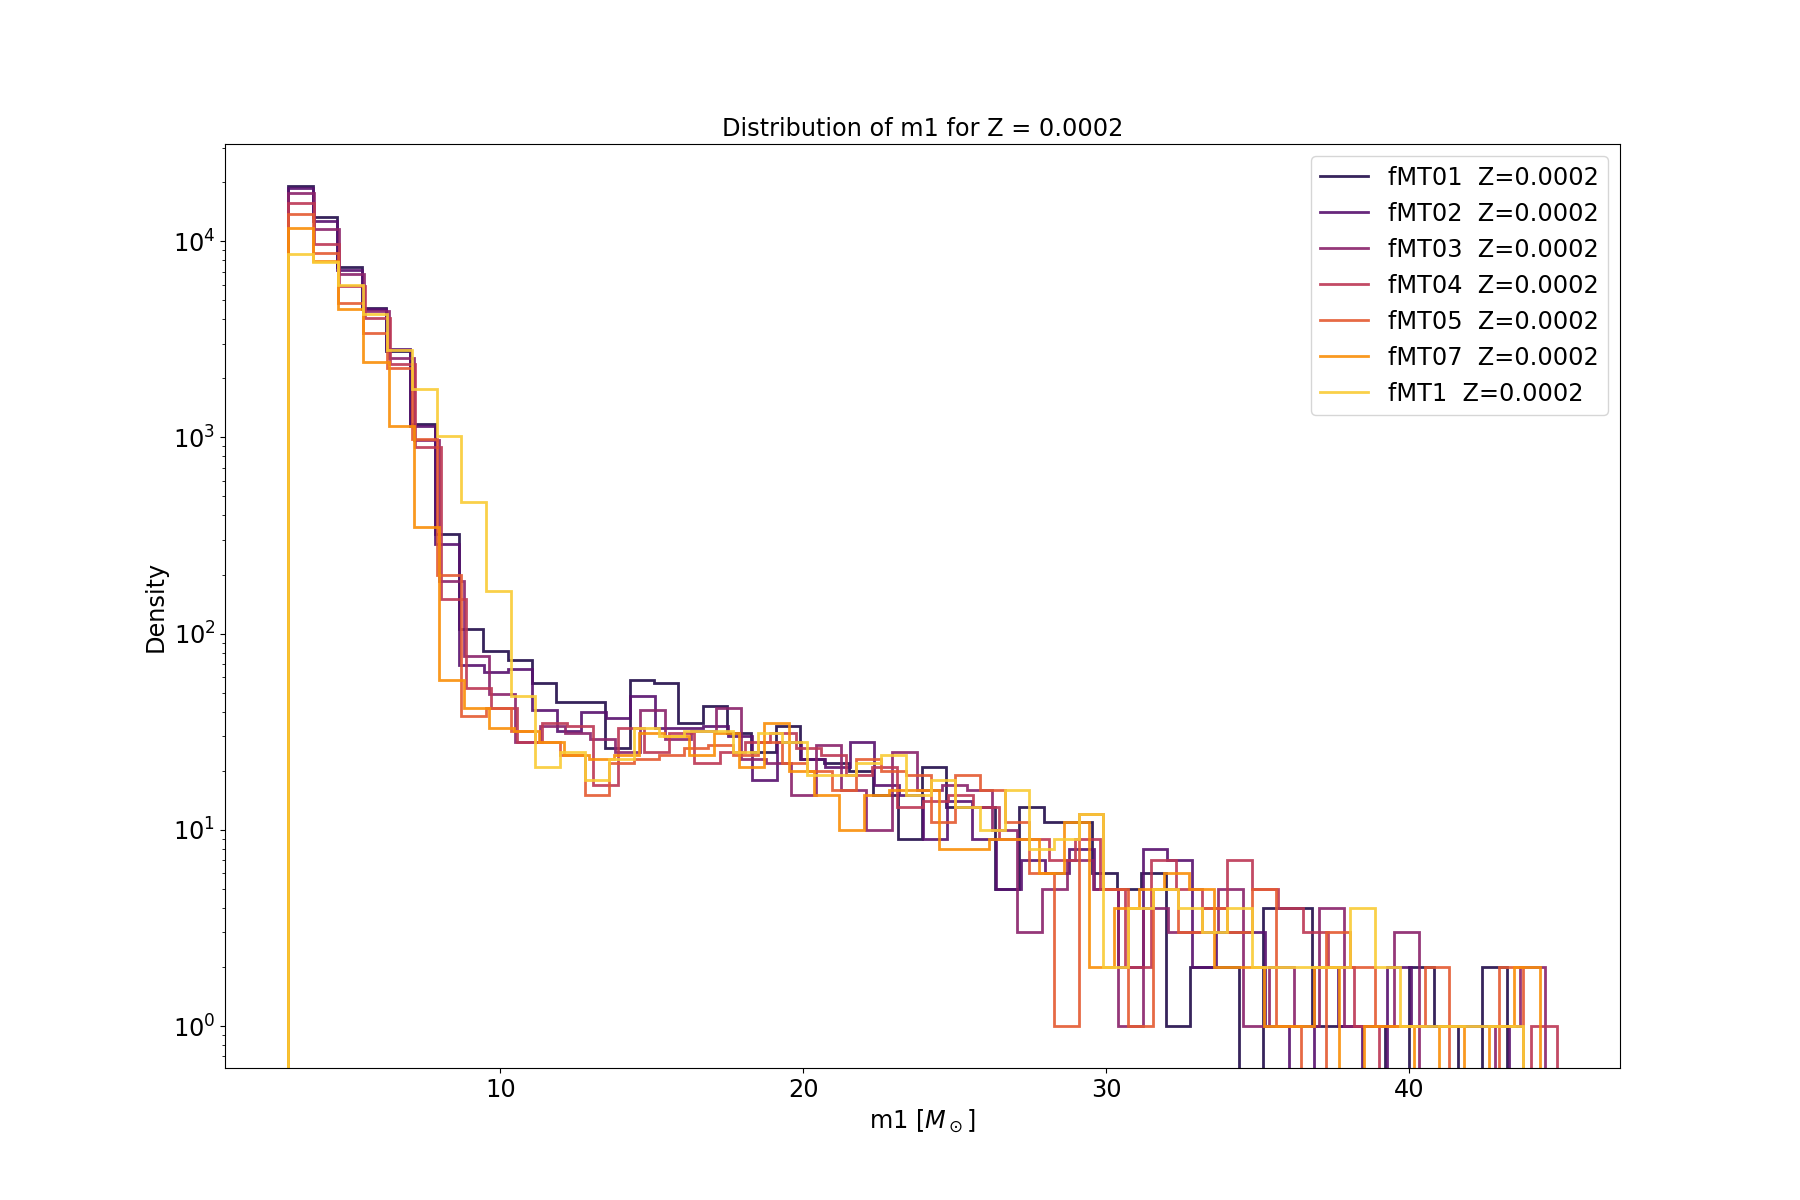 Distribution of m1 for Z = 0.0002
fMT01 Z=0.0002
fMT02 Z=0.0002
fMT03 Z=0.0002
fMT04 Z=0.0002
fMT05 Z=0.0002
fMT07 Z=0.0002
fMT1 Z=0.0002
10⁴
10³
10²
10¹
10⁰
Density
10 20 30 40
m1 [M_⊙]